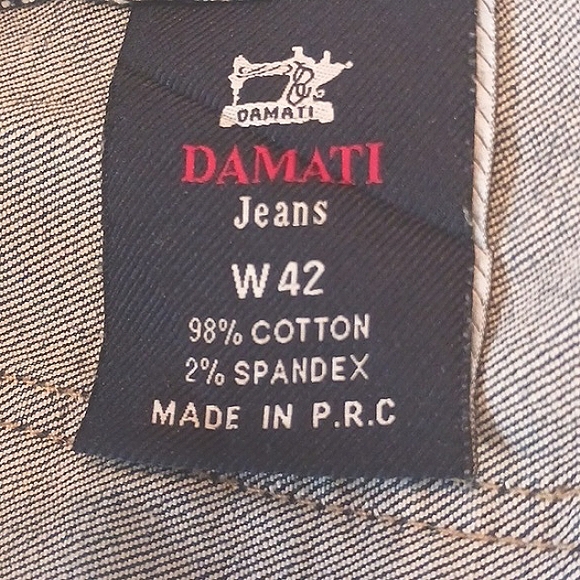 DAMATI
DAMATI
Jeans
W 42
98% COTTON
2% SPANDEX
MADE IN P.R.C